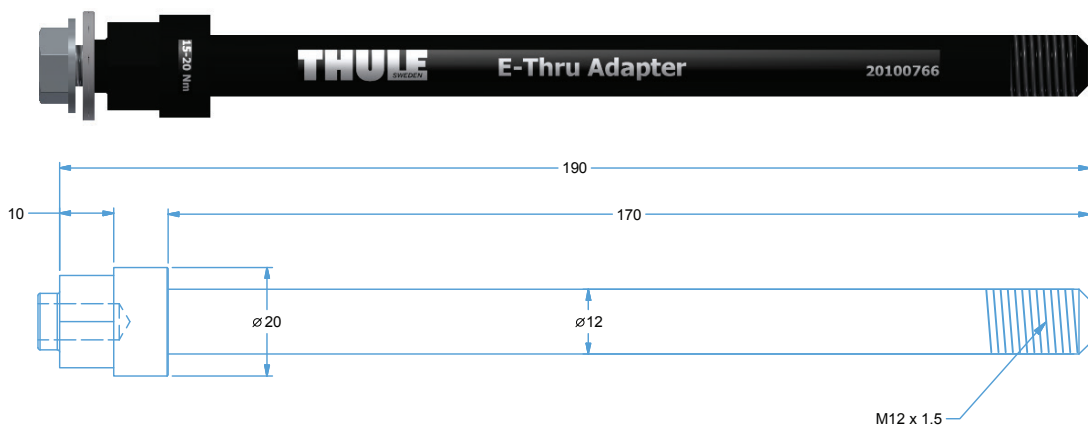 15-20 Nm
THULE
SWEDEN
E-Thru Adapter
20100766
190
10
170
⌀20
⌀12
M12 x 1.5